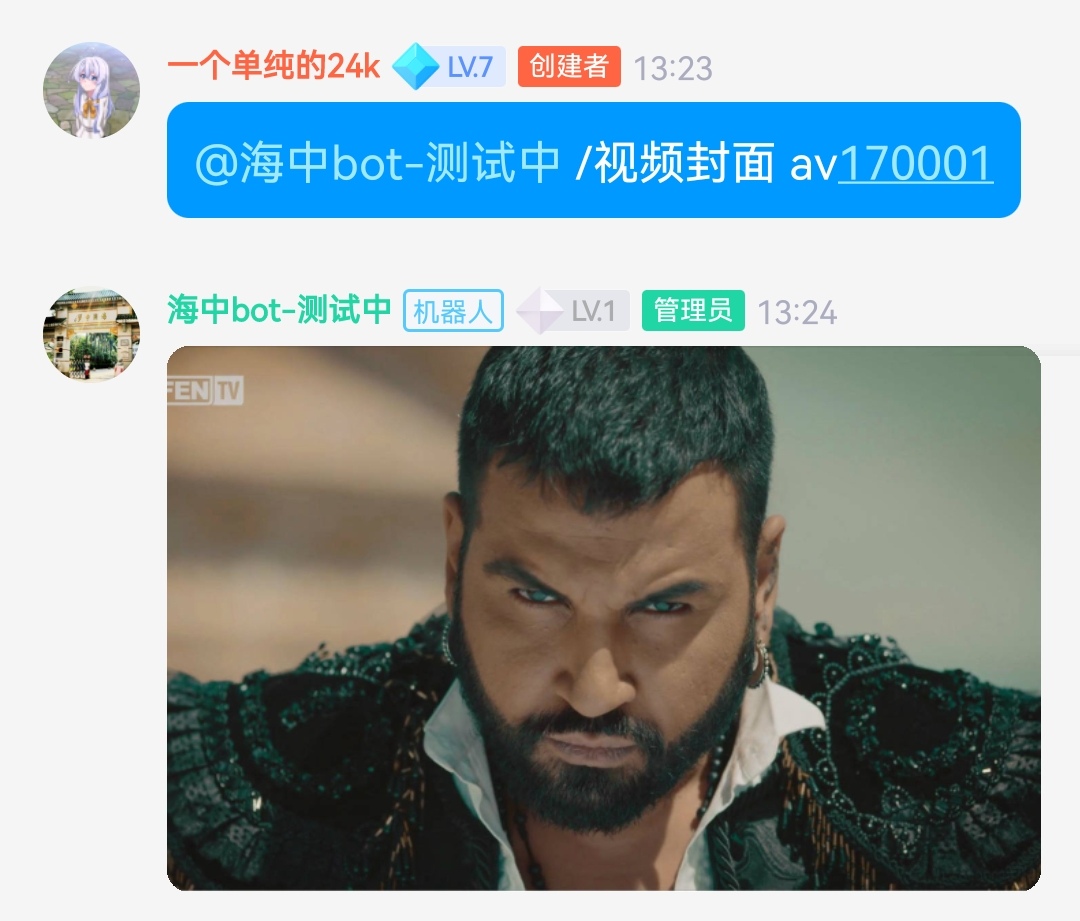 一个单纯的24k LV.7 创建者 13:23
@海中bot-测试中 /视频封面 av170001
海中bot-测试中 机器人 LV.1 管理员 13:24
FEN TV